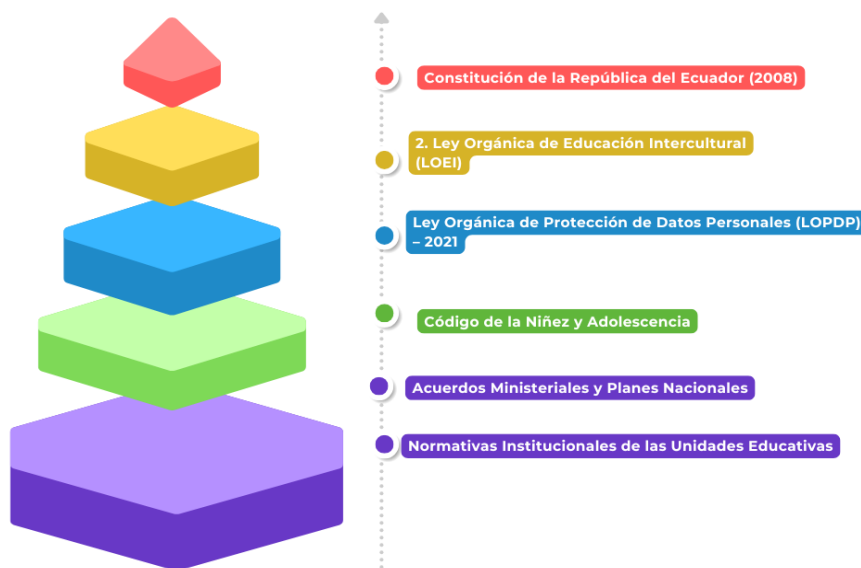 Constitución de la República del Ecuador (2008)
2. Ley Orgánica de Educación Intercultural
(LOEI)
Ley Orgánica de Protección de Datos Personales (LOPDP)
– 2021
Código de la Niñez y Adolescencia
Acuerdos Ministeriales y Planes Nacionales
Normativas Institucionales de las Unidades Educativas